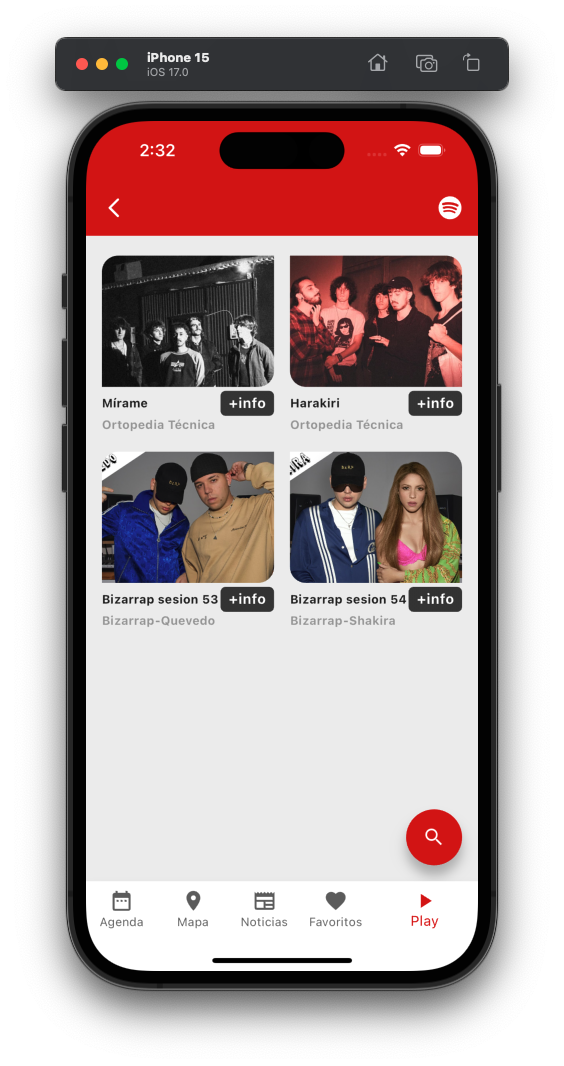 iPhone 15
iOS 17.0
2:32
Mírame
+info
Ortopedia Técnica
Harakiri
+info
Ortopedia Técnica
Bizarrap sesion 53
+info
Bizarrap-Quevedo
Bizarrap sesion 54
+info
Bizarrap-Shakira
Agenda
Mapa
Noticias
Favoritos
Play